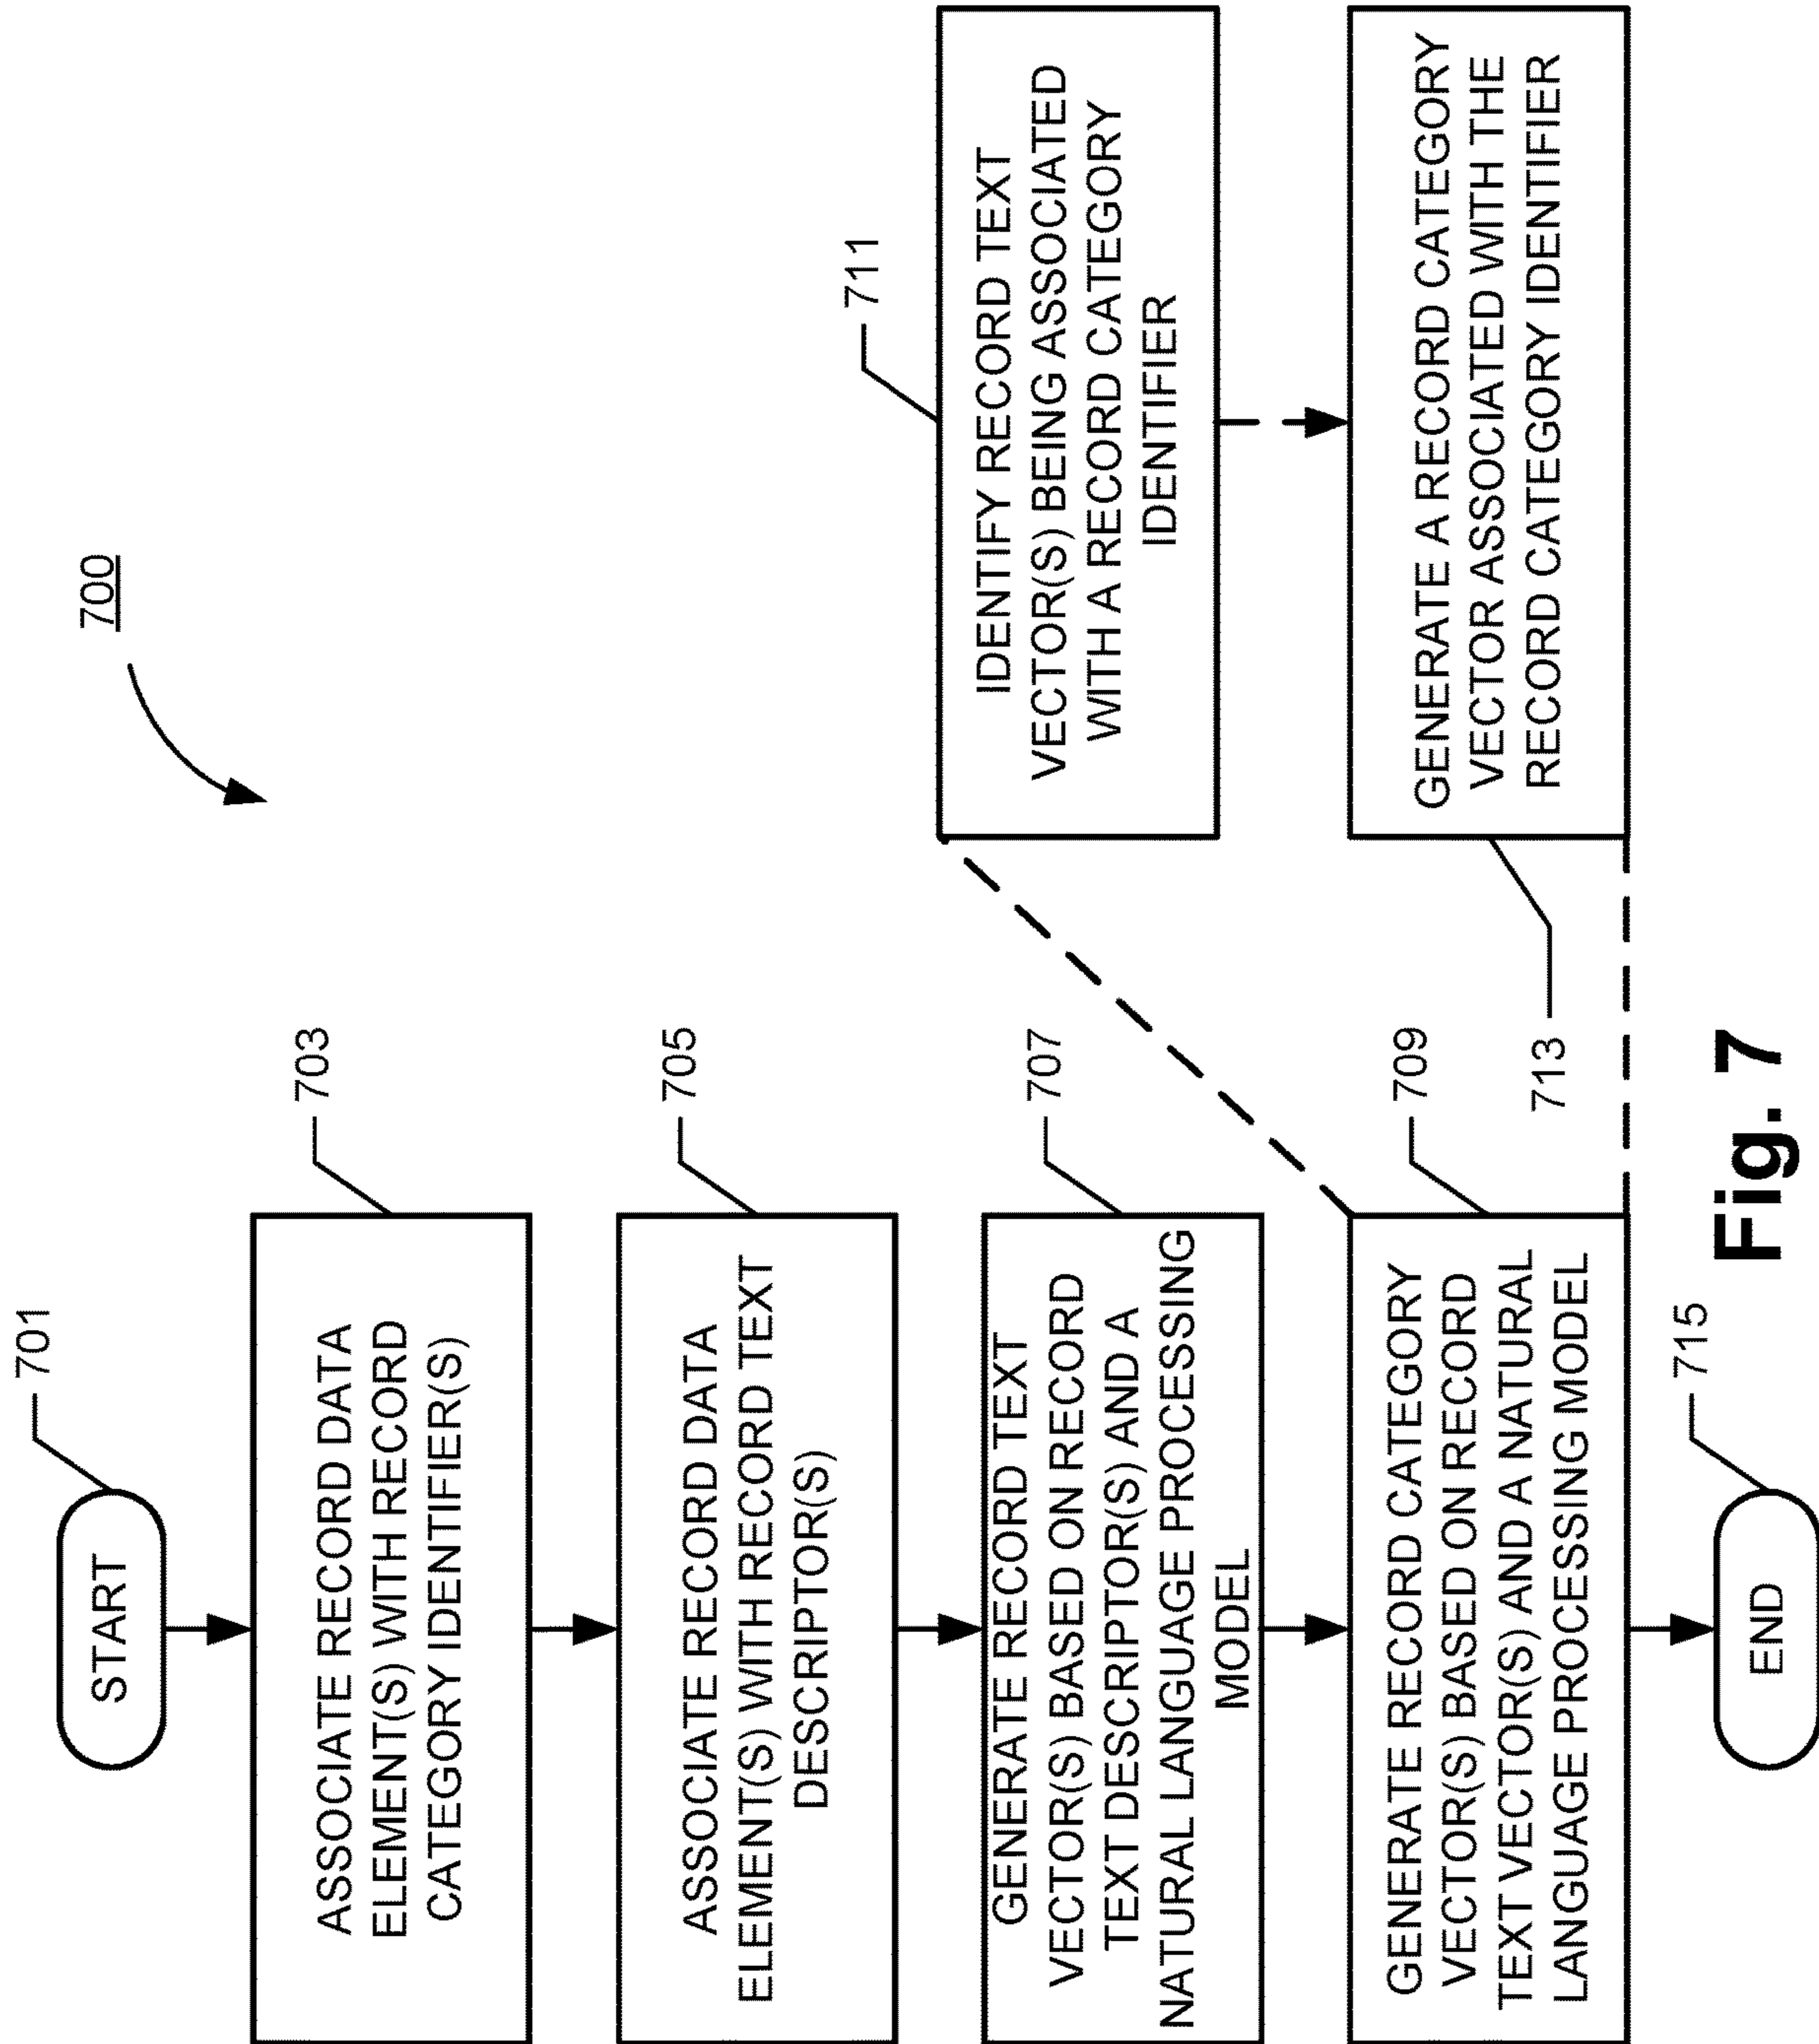 700
701
START
703
ASSOCIATE RECORD DATA
ELEMENT(S) WITH RECORD
CATEGORY IDENTIFIER(S)
705
ASSOCIATE RECORD DATA
ELEMENT(S) WITH RECORD TEXT
DESCRIPTOR(S)
707
GENERATE RECORD TEXT
VECTOR(S) BASED ON RECORD
TEXT DESCRIPTOR(S) AND A
NATURAL LANGUAGE PROCESSING
MODEL
709
GENERATE RECORD CATEGORY
VECTOR(S) BASED ON RECORD
TEXT VECTOR(S) AND A NATURAL
LANGUAGE PROCESSING MODEL
711
IDENTIFY RECORD TEXT
VECTOR(S) BEING ASSOCIATED
WITH A RECORD CATEGORY
IDENTIFIER
713
GENERATE A RECORD CATEGORY
VECTOR ASSOCIATED WITH THE
RECORD CATEGORY IDENTIFIER
715
END
Fig. 7